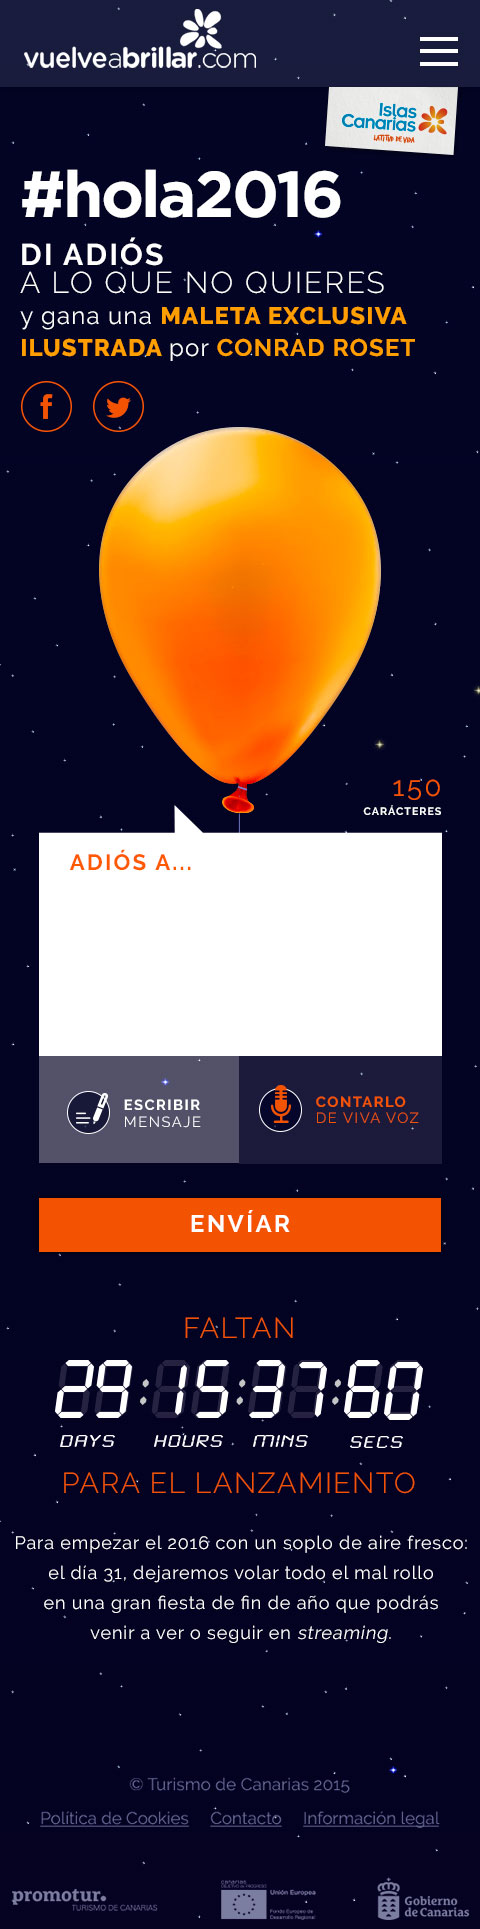 vuelveabrillar.com
Islas
Canarias
LATITUD DE VIDA
#hola2016
DI ADIÓS
A LO QUE NO QUIERES
y gana una MALETA EXCLUSIVA
ILUSTRADA por CONRAD ROSET
150
CARÁCTERES
ADIÓS A...
ESCRIBIR
MENSAJE
CONTARLO
DE VIVA VOZ
ENVÍAR
FALTAN
29:15:37:60
DAYS HOURS MINS SECS
PARA EL LANZAMIENTO
Para empezar el 2016 con un soplo de aire fresco:
el día 31, dejaremos volar todo el mal rollo
en una gran fiesta de fin de año que podrás
venir a ver o seguir en streaming.
© Turismo de Canarias 2015
Política de Cookies Contacto Información legal
promotur.
TURISMO DE CANARIAS
canarias
OBJETIVO DE PROGRESO
Unión Europea
Fondo Europeo de
Desarrollo Regional
Gobierno
de Canarias